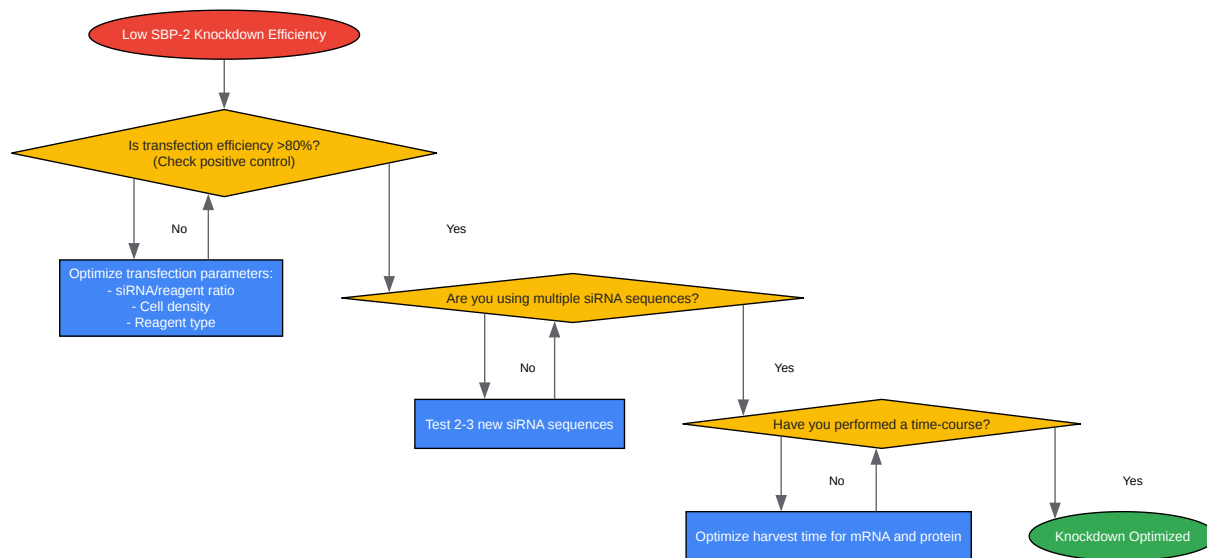 Low SBP-2 Knockdown Efficiency
Is transfection efficiency >80%?
(Check positive control)
No
Yes
Optimize transfection parameters:
- siRNA/reagent ratio
- Cell density
- Reagent type
Are you using multiple siRNA sequences?
No
Yes
Test 2-3 new siRNA sequences
Have you performed a time-course?
No
Yes
Optimize harvest time for mRNA and protein
Knockdown Optimized